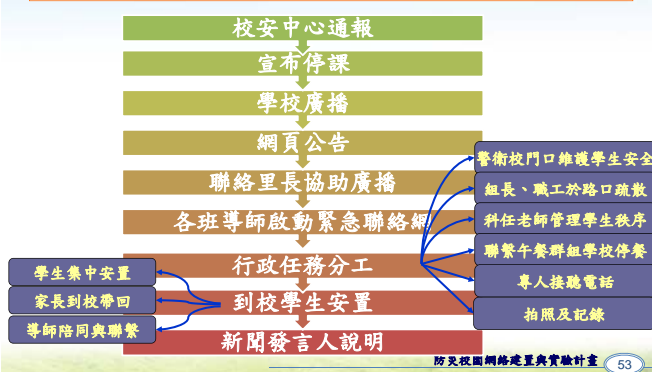 校安中心通報
宣布停課
學校廣播
網頁公告
聯絡里長協助廣播
各班導師啟動緊急聯絡網
行政任務分工
到校學生安置
新聞發言人說明
警衛校門口維護學生安全
組長、職工於路口疏散
科任老師管理學生秩序
聯繫午餐群組學校停餐
專人接聽電話
拍照及記錄
學生集中安置
家長到校帶回
導師陪同與聯繫
防災校園網絡建置與實驗計畫
53